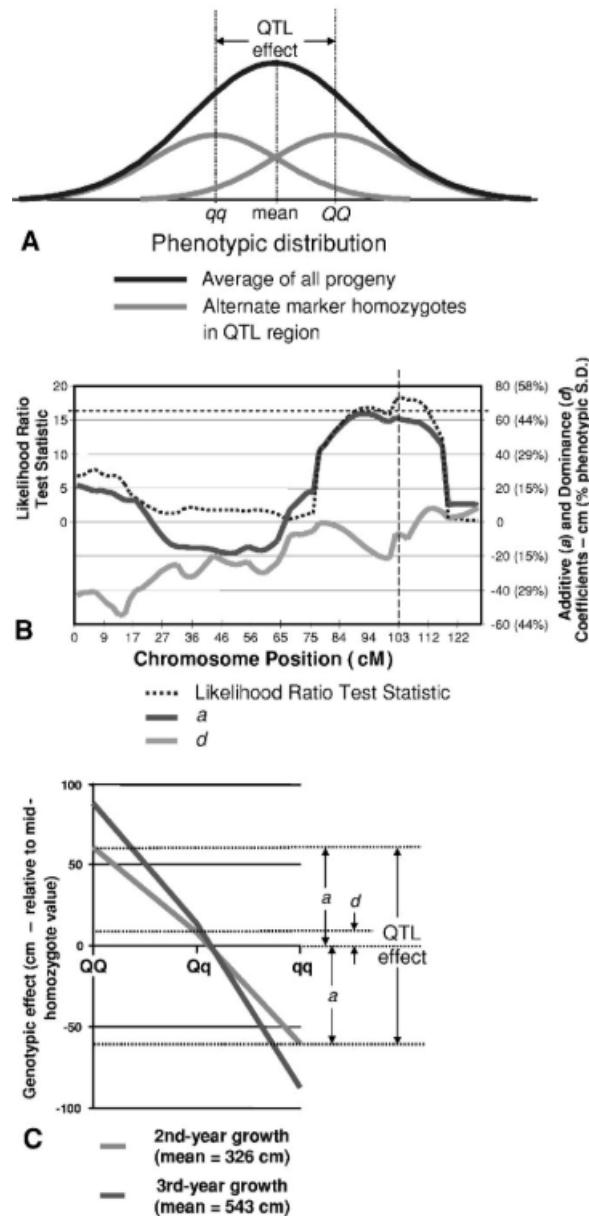 QTL
effect
qq mean QQ
A
Phenotypic distribution
Average of all progeny
Alternate marker homozygotes
in QTL region
Likelihood Ratio
Test Statistic
20
15
10
5
0
80 (58%)
60 (44%)
40 (29%)
20 (15%)
0
-20 (15%)
-40 (29%)
-60 (44%)
Additive (a) and Dominance (d)
Coefficients – cm (% phenotypic S.D.)
0 9 17 27 36 46 56 65 75 84 94 103 112 122
B
Chromosome Position (cM)
Likelihood Ratio Test Statistic
a
d
Genotypic effect (cm – relative to mid-
homozygote value)
100
50
0
-50
-100
QQ Qq qq
a
d
QTL
effect
a
C
2nd-year growth
(mean = 326 cm)
3rd-year growth
(mean = 543 cm)